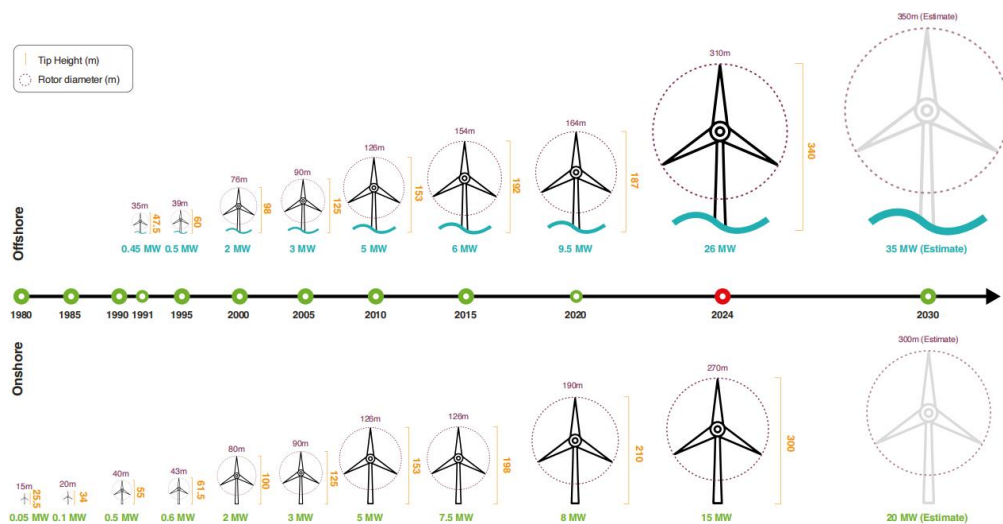 350m (Estimate)
Tip Height (m)
Rotor diameter (m)
310m
340
164m
187
154m
192
126m
153
90m
125
76m
98
39m
60
35m
47.5
Offshore
0.45 MW
0.5 MW
2 MW
3 MW
5 MW
6 MW
9.5 MW
26 MW
35 MW (Estimate)
1980
1985
1990
1991
1995
2000
2005
2010
2015
2020
2024
2030
Onshore
300m (Estimate)
270m
300
190m
210
126m
198
126m
153
90m
125
80m
100
43m
61.5
40m
55
20m
34
15m
25.5
0.05 MW
0.1 MW
0.5 MW
0.6 MW
2 MW
3 MW
5 MW
7.5 MW
8 MW
15 MW
20 MW (Estimate)